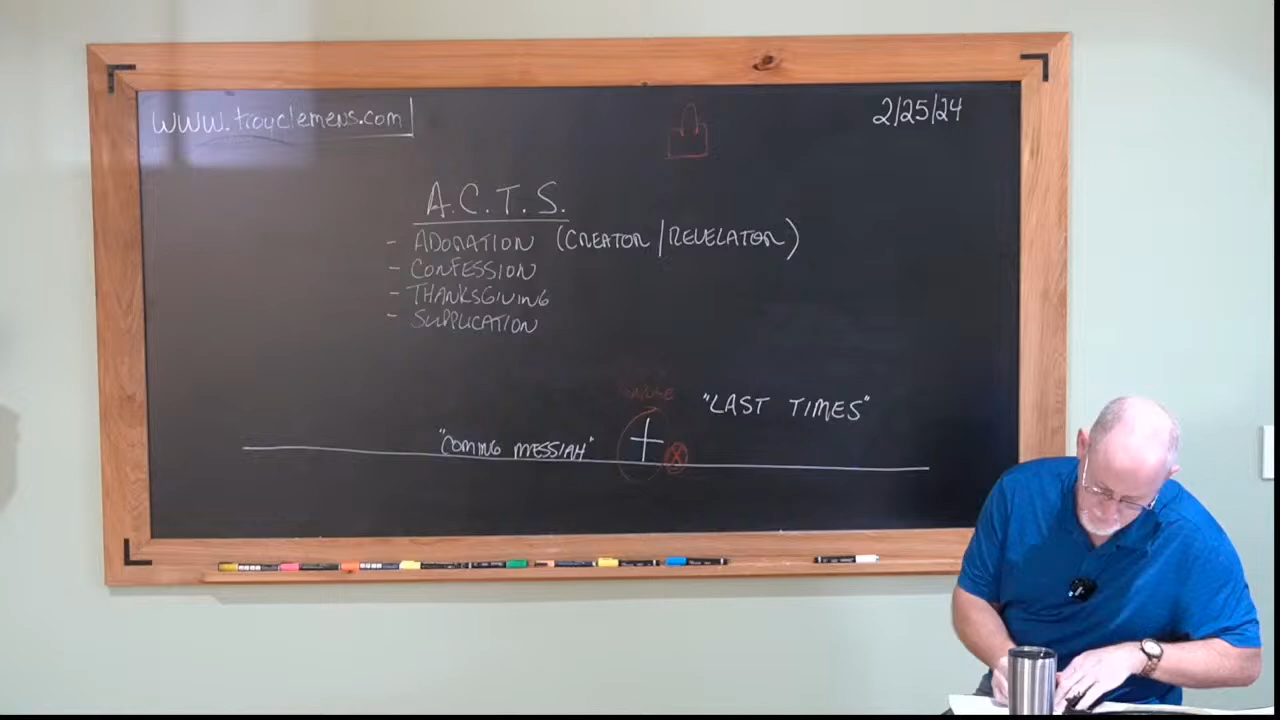 www.troyclemens.com
2/25/24
A.C.T.S.
- ADORATION (CREATOR/REVELATOR)
- CONFESSION
- THANKSGIVING
- SUPPLICATION
"LAST TIMES"
"COMING MESSIAH"